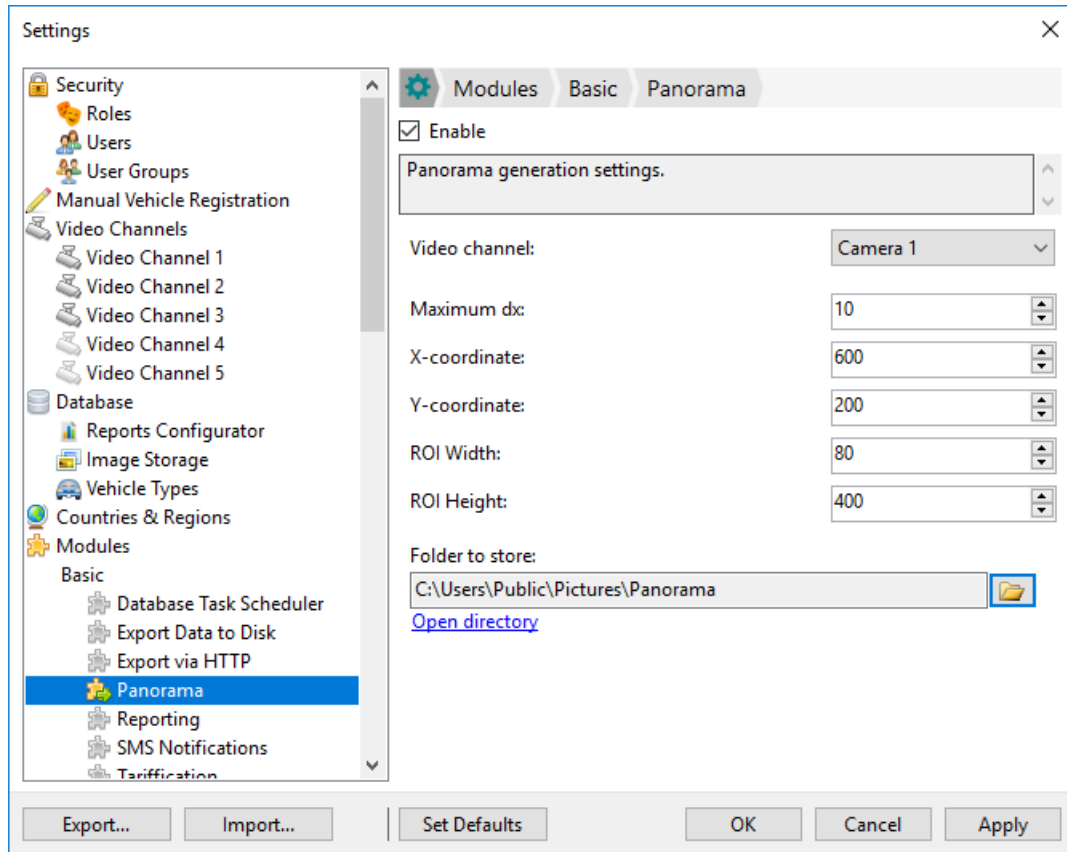 Settings
Security
Roles
Users
User Groups
Manual Vehicle Registration
Video Channels
Video Channel 1
Video Channel 2
Video Channel 3
Video Channel 4
Video Channel 5
Database
Reports Configurator
Image Storage
Vehicle Types
Countries & Regions
Modules
Basic
Database Task Scheduler
Export Data to Disk
Export via HTTP
Panorama
Reporting
SMS Notifications
Tariffication
Modules Basic Panorama
Enable
Panorama generation settings.
Video channel: Camera 1
Maximum dx: 10
X-coordinate: 600
Y-coordinate: 200
ROI Width: 80
ROI Height: 400
Folder to store:
C:\Users\Public\Pictures\Panorama
Open directory
Export... Import... Set Defaults OK Cancel Apply